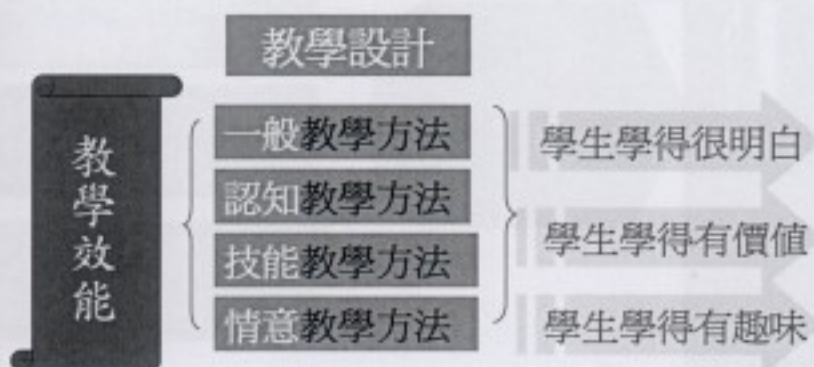 教學設計
教學效能
一般教學方法
認知教學方法
技能教學方法
情意教學方法
學生學得很明白
學生學得有價值
學生學得有趣味